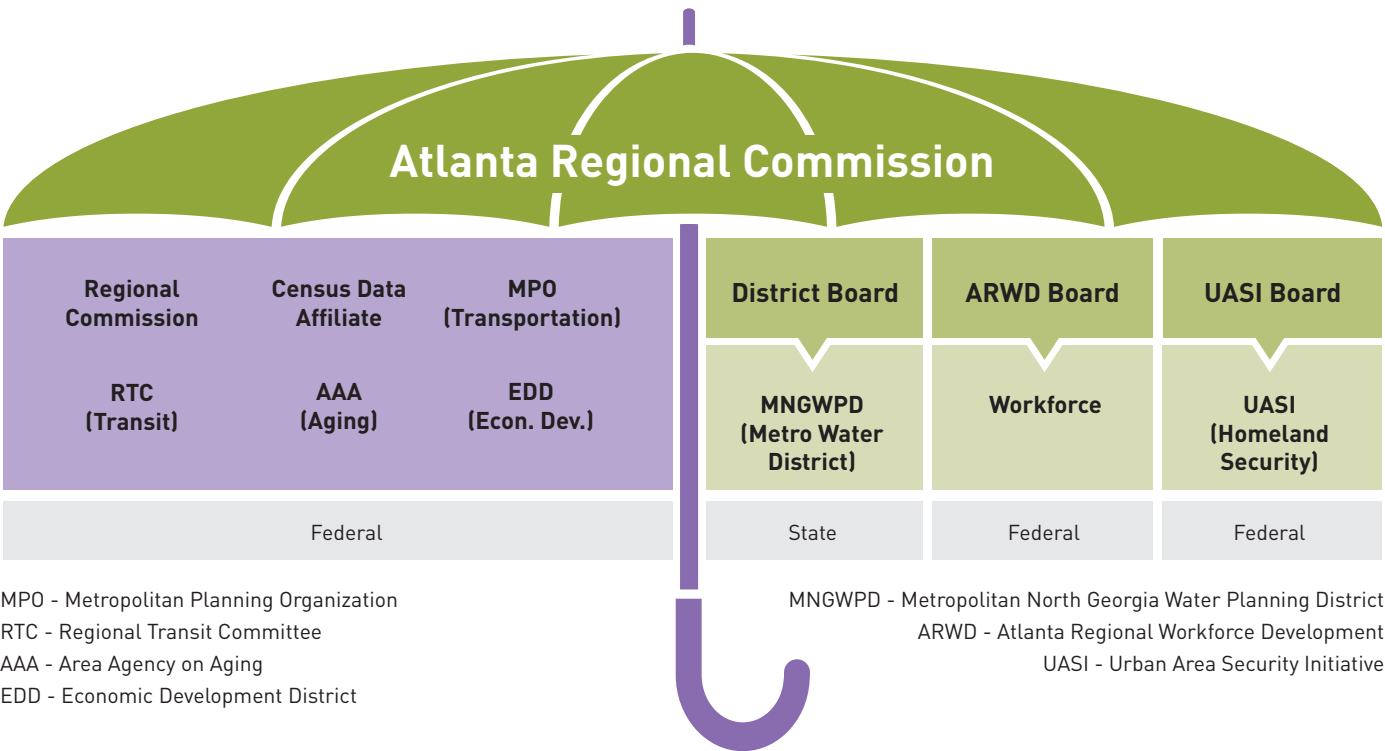 Atlanta Regional Commission
Regional
Commission
Census Data
Affiliate
MPO
(Transportation)
RTC
(Transit)
AAA
(Aging)
EDD
(Econ. Dev.)
Federal
District Board
MNGWPD
(Metro Water
District)
State
ARWD Board
Workforce
Federal
UASI Board
UASI
(Homeland
Security)
Federal
MPO - Metropolitan Planning Organization
RTC - Regional Transit Committee
AAA - Area Agency on Aging
EDD - Economic Development District
MNGWPD - Metropolitan North Georgia Water Planning District
ARWD - Atlanta Regional Workforce Development
UASI - Urban Area Security Initiative